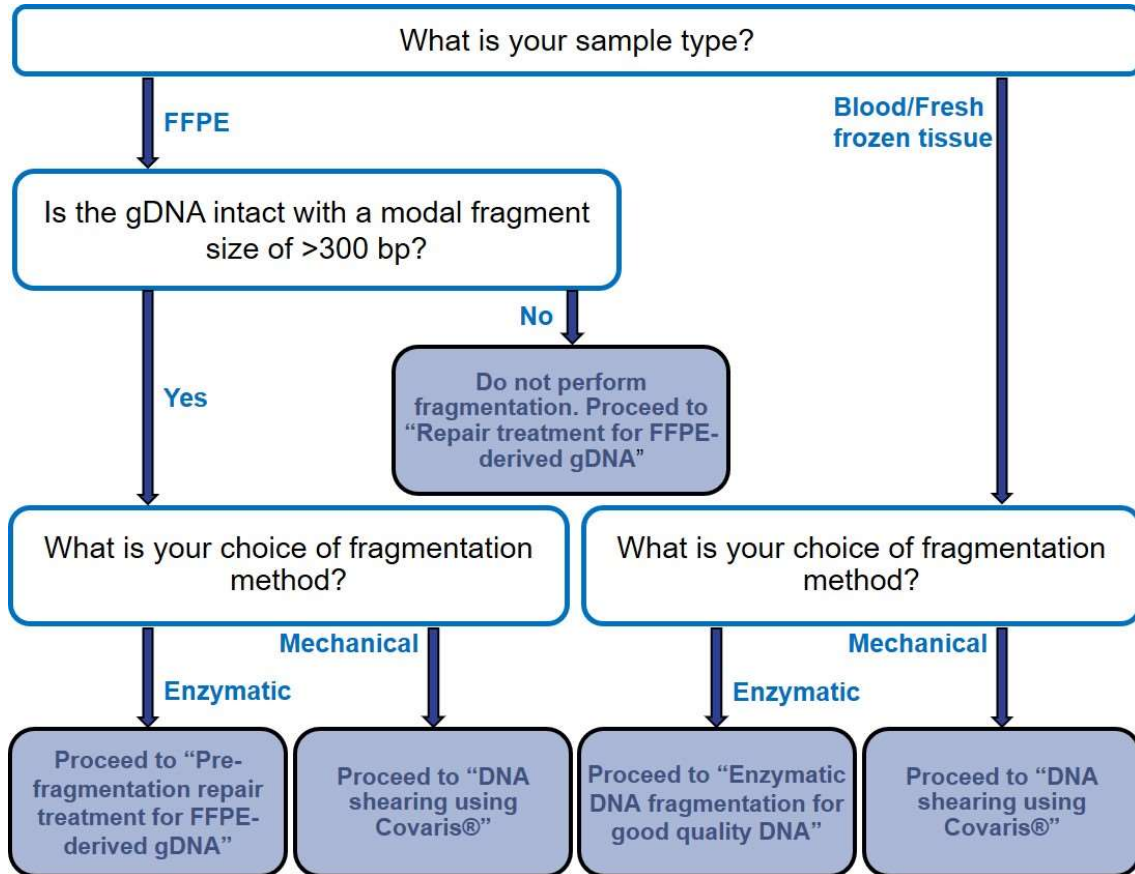 What is your sample type?
FFPE
Blood/Fresh
frozen tissue
Is the gDNA intact with a modal fragment
size of >300 bp?
No
Yes
Do not perform
fragmentation. Proceed to
“Repair treatment for FFPE-
derived gDNA”
What is your choice of fragmentation
method?
What is your choice of fragmentation
method?
Mechanical
Enzymatic
Mechanical
Enzymatic
Proceed to “Pre-
fragmentation repair
treatment for FFPE-
derived gDNA”
Proceed to “DNA
shearing using
Covaris®”
Proceed to “Enzymatic
DNA fragmentation for
good quality DNA”
Proceed to “DNA
shearing using
Covaris®”